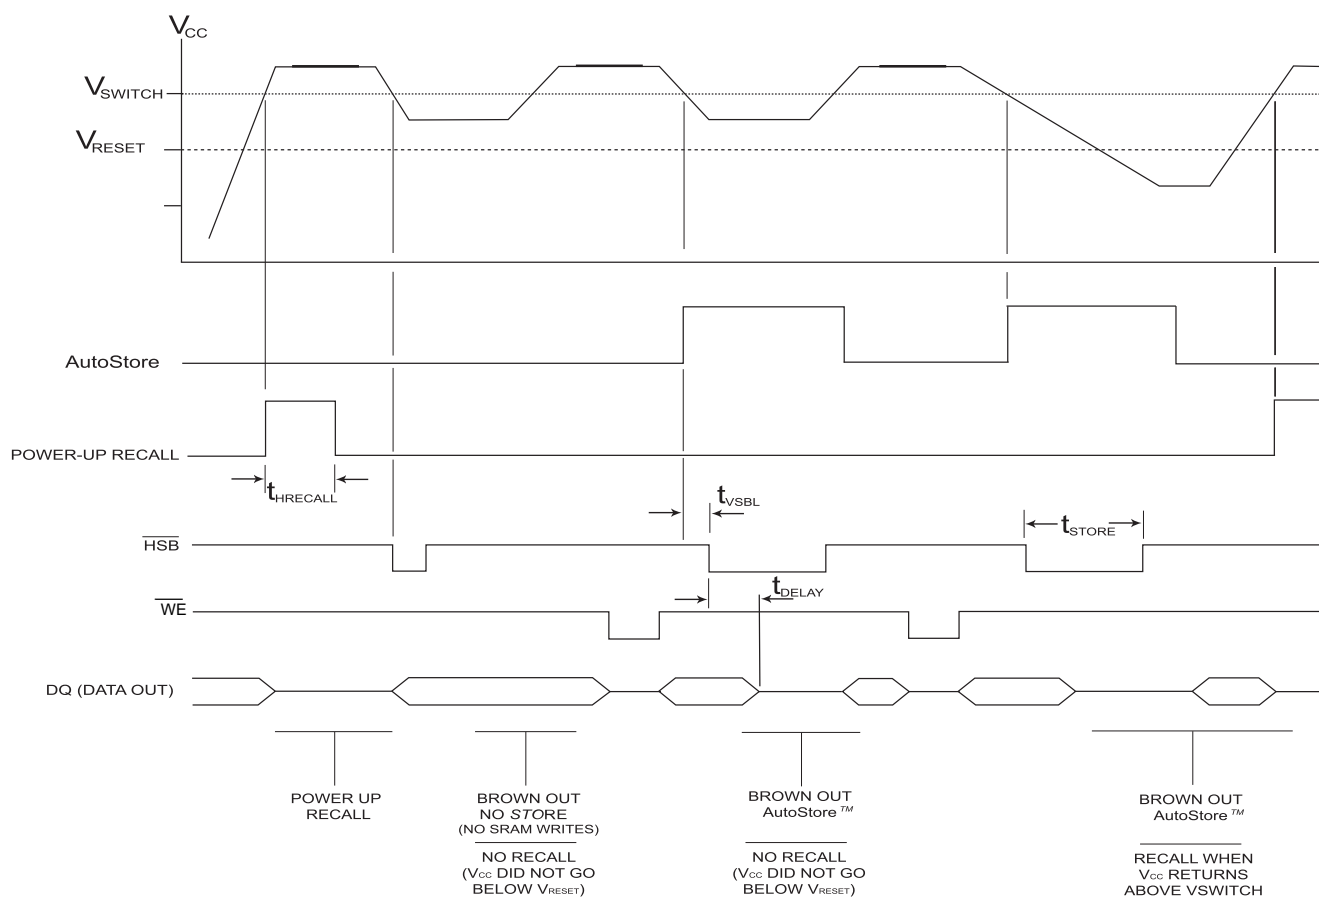 VCC
VSWITCH
VRESET
AutoStore
POWER-UP RECALL
tHRECALL
tVSBL
HSB
tSTORE
tDELAY
WE
DQ (DATA OUT)
POWER UP
RECALL
BROWN OUT
NO STORE
(NO SRAM WRITES)
NO RECALL
(VCC DID NOT GO
BELOW VRESET)
BROWN OUT
AutoStore™
NO RECALL
(VCC DID NOT GO
BELOW VRESET)
BROWN OUT
AutoStore™
RECALL WHEN
VCC RETURNS
ABOVE VSWITCH